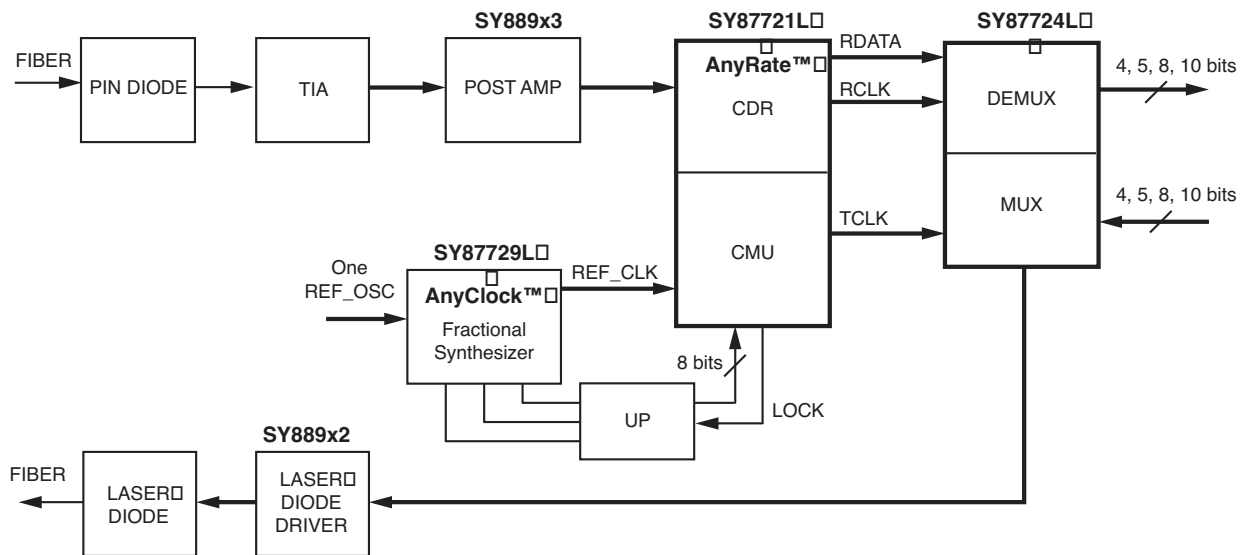 SY889x3
SY87721L
SY87724L
FIBER
PIN DIODE
TIA
POST AMP
AnyRate™
CDR
RDATA
RCLK
DEMUX
4, 5, 8, 10 bits
CMU
TCLK
MUX
4, 5, 8, 10 bits
SY87729L
One
REF_OSC
AnyClock™
Fractional
Synthesizer
REF_CLK
8 bits
UP
LOCK
SY889x2
FIBER
LASER
DIODE
LASER
DIODE
DRIVER